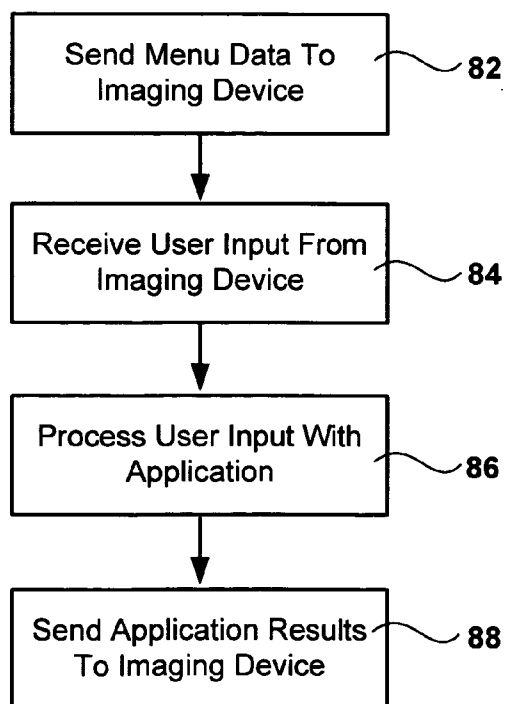 Send Menu Data To
Imaging Device
82
Receive User Input From
Imaging Device
84
Process User Input With
Application
86
Send Application Results
To Imaging Device
88